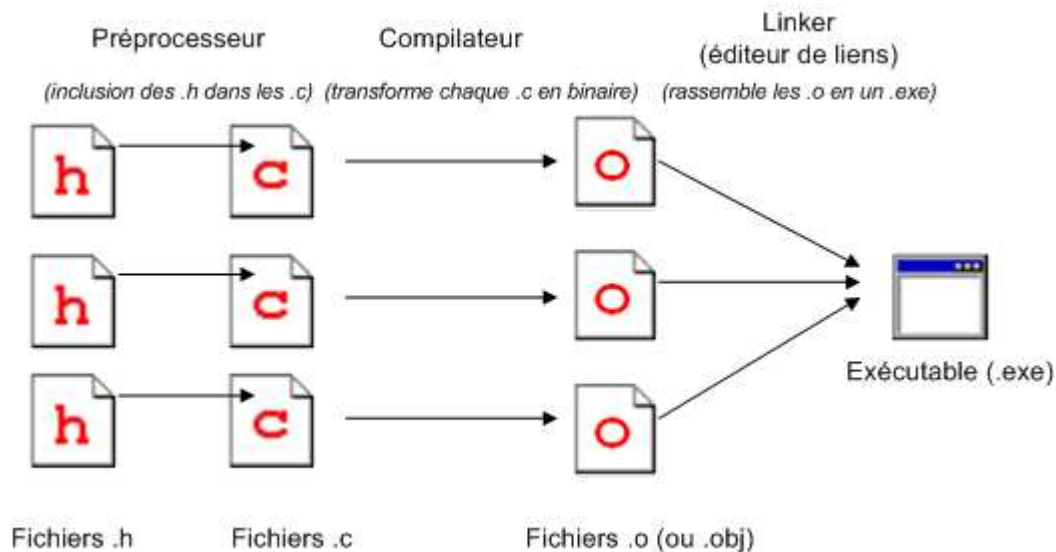 Préprocesseur
Compilateur
Linker
(éditeur de liens)
(inclusion des .h dans les .c)
(transforme chaque .c en binaire)
(rassemble les .o en un .exe)
h
c
o
h
c
o
h
c
o
Exécutable (.exe)
Fichiers .h
Fichiers .c
Fichiers .o (ou .obj)